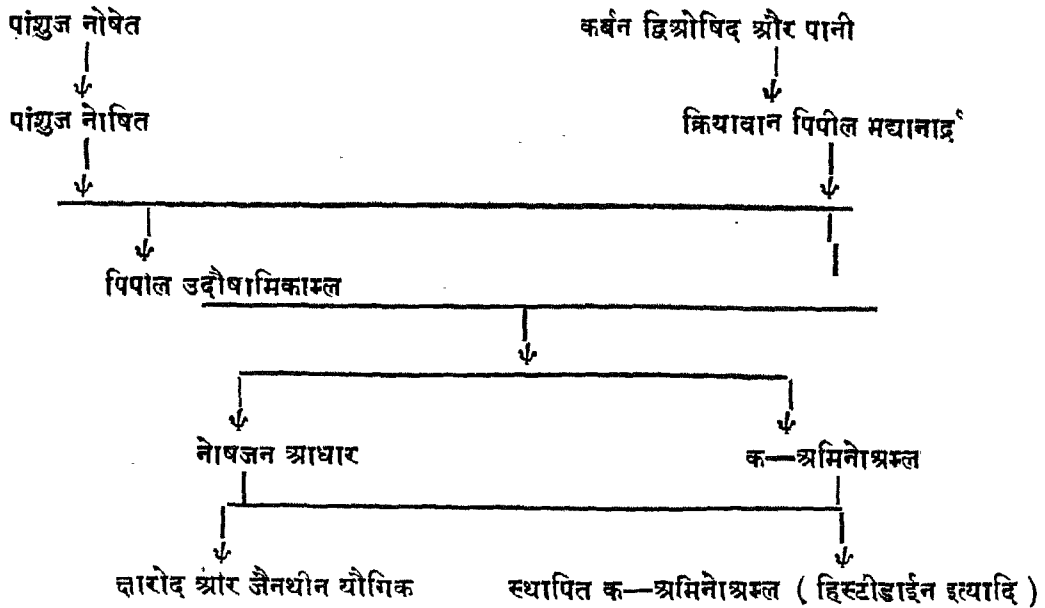 पांशुज नोषेत
कर्बन द्विओषिद और पानी
पांशुज नोषित
क्रियावान पिपील मद्यानार्द्र
पिपील उदौषामिकाम्ल
नोषजन आधार
क—अमिनोअम्ल
क्षारोद और जैनथीन यौगिक
स्थापित क—अमिनोअम्ल ( हिस्टीडाईन इत्यादि )